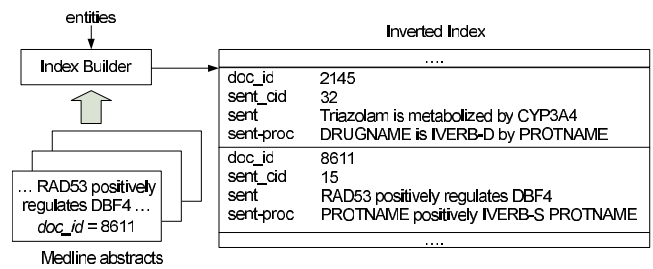 entities
Index Builder
… RAD53 positively
regulates DBF4 …
doc_id = 8611
Medline abstracts
Inverted Index
….
doc_id 2145
sent_cid 32
sent Triazolam is metabolized by CYP3A4
sent-proc DRUGNAME is IVERB-D by PROTNAME
doc_id 8611
sent_cid 15
sent RAD53 positively regulates DBF4
sent-proc PROTNAME positively IVERB-S PROTNAME
….